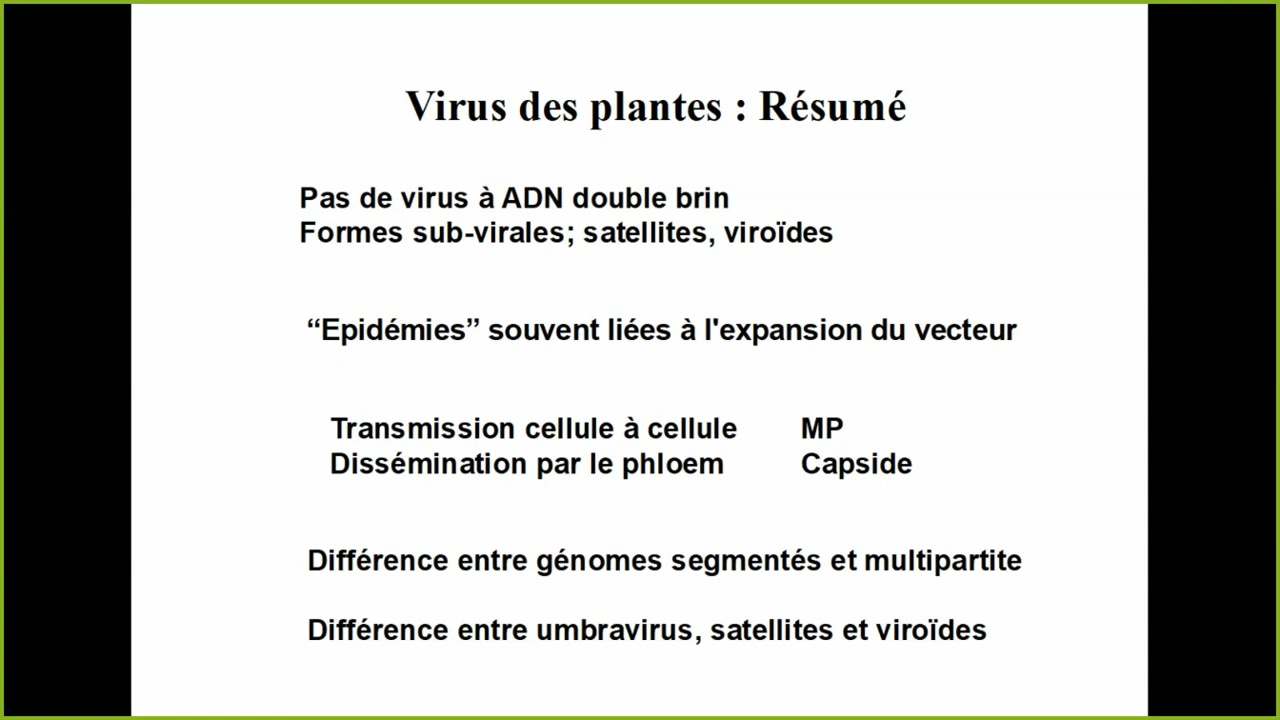 Virus des plantes : Résumé
Pas de virus à ADN double brin
Formes sub-virales; satellites, viroïdes
“Epidémies” souvent liées à l'expansion du vecteur
Transmission cellule à cellule MP
Dissémination par le phloem Capside
Différence entre génomes segmentés et multipartite
Différence entre umbravirus, satellites et viroïdes